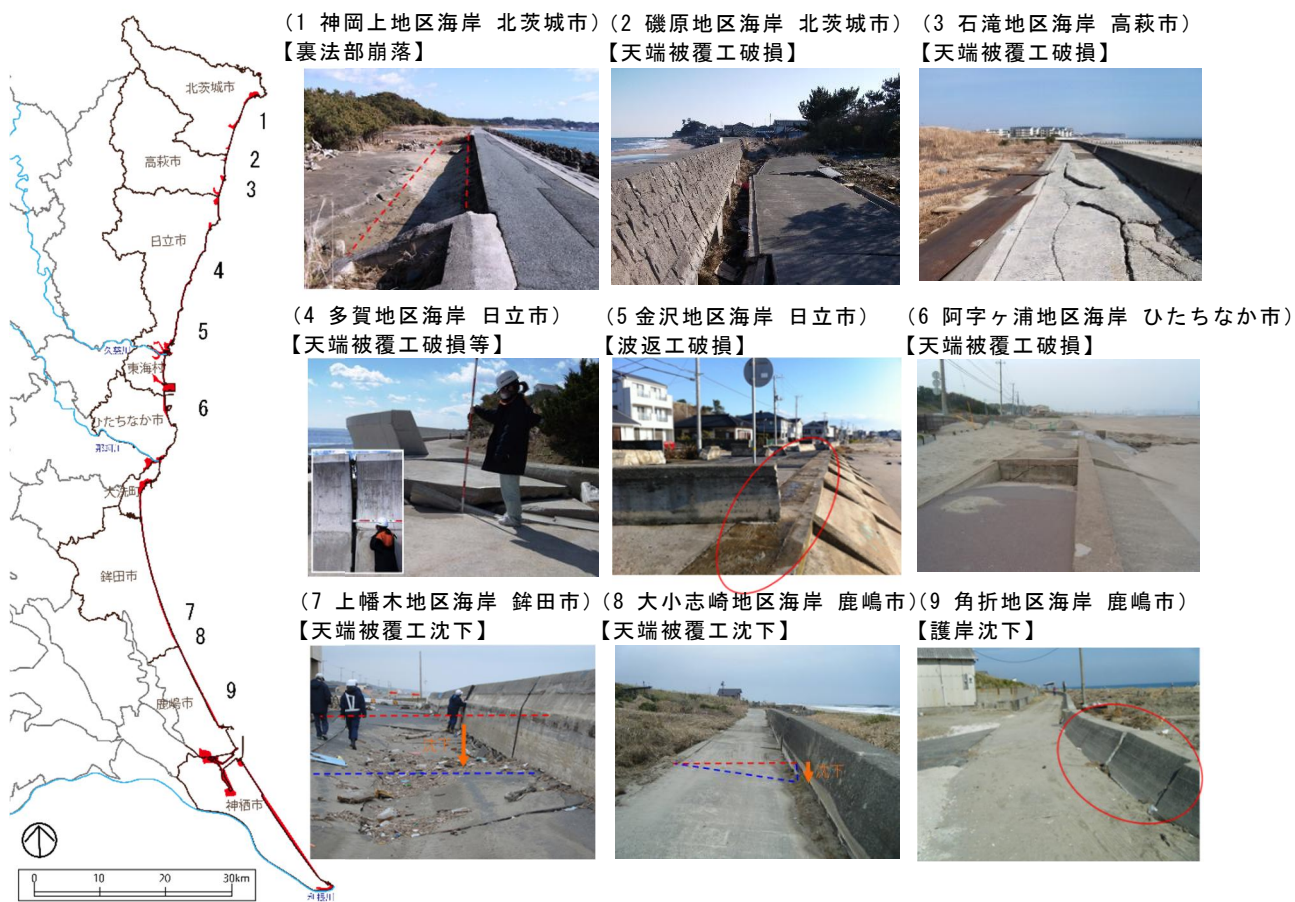 (1 神岡上地区海岸 北茨城市)
【裏法部崩落】
(2 磯原地区海岸 北茨城市)
【天端被覆工破損】
(3 石滝地区海岸 高萩市)
【天端被覆工破損】
(4 多賀地区海岸 日立市)
【天端被覆工破損等】
(5 金沢地区海岸 日立市)
【波返工破損】
(6 阿字ヶ浦地区海岸 ひたちなか市)
【天端被覆工破損】
(7 上幡木地区海岸 鉾田市)
【天端被覆工沈下】
(8 大小志崎地区海岸 鹿嶋市)
【天端被覆工沈下】
沈下
(9 角折地区海岸 鹿嶋市)
【護岸沈下】
北茨城市
1
2
高萩市
3
日立市
4
5
久慈川
東海村
6
ひたちなか市
那珂川
大洗町
鉾田市
7
8
9
鹿嶋市
神栖市
0 10 20 30km
利根川